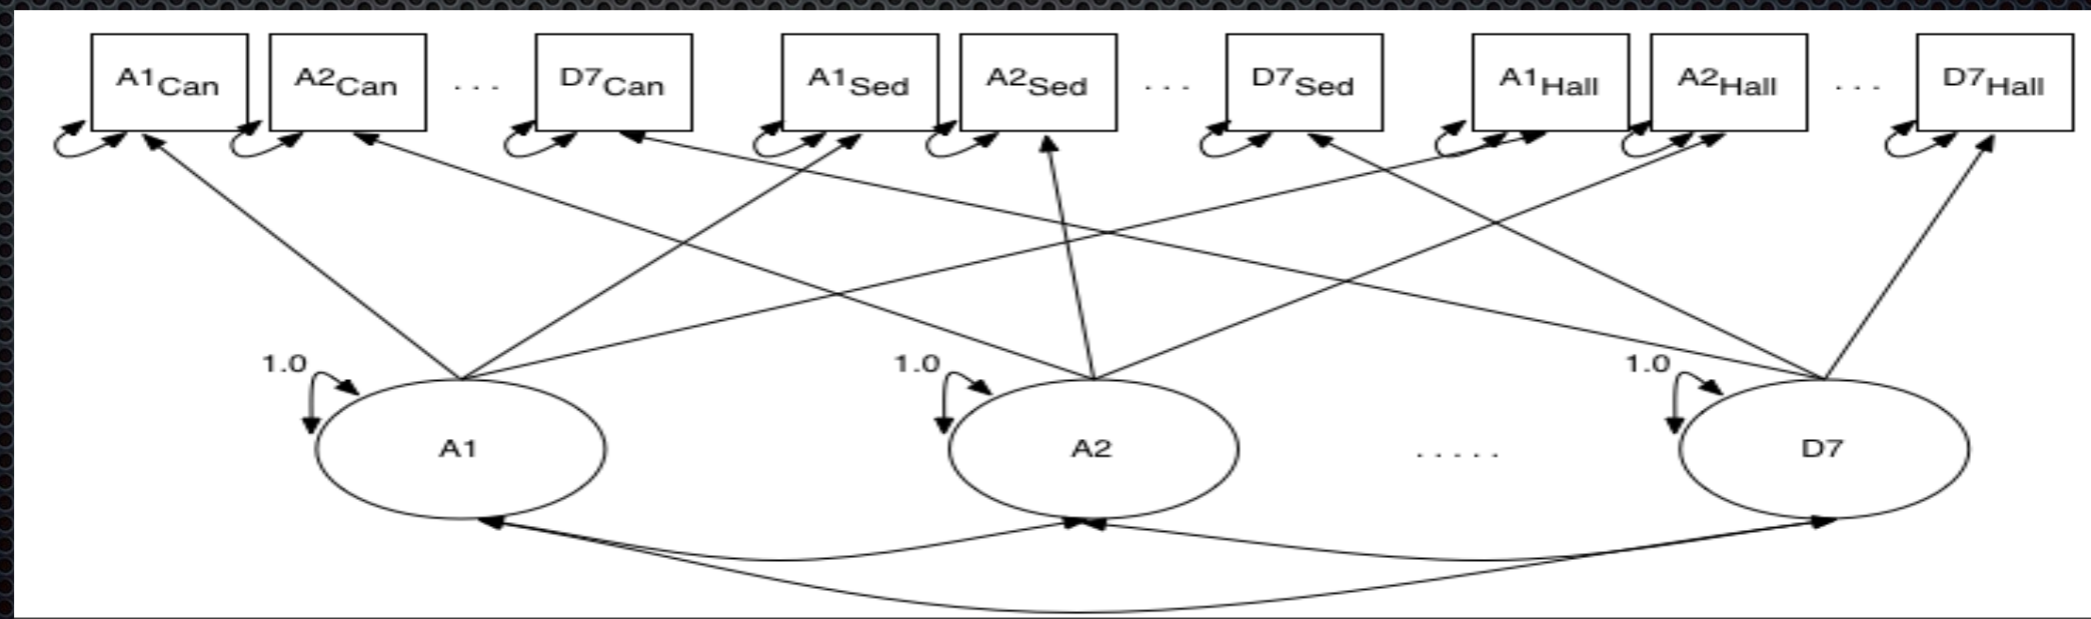 A1Can A2Can . . . D7Can A1Sed A2Sed . . . D7Sed A1Hall A2Hall . . . D7Hall
1.0 1.0 1.0
A1 A2 . . . . . D7